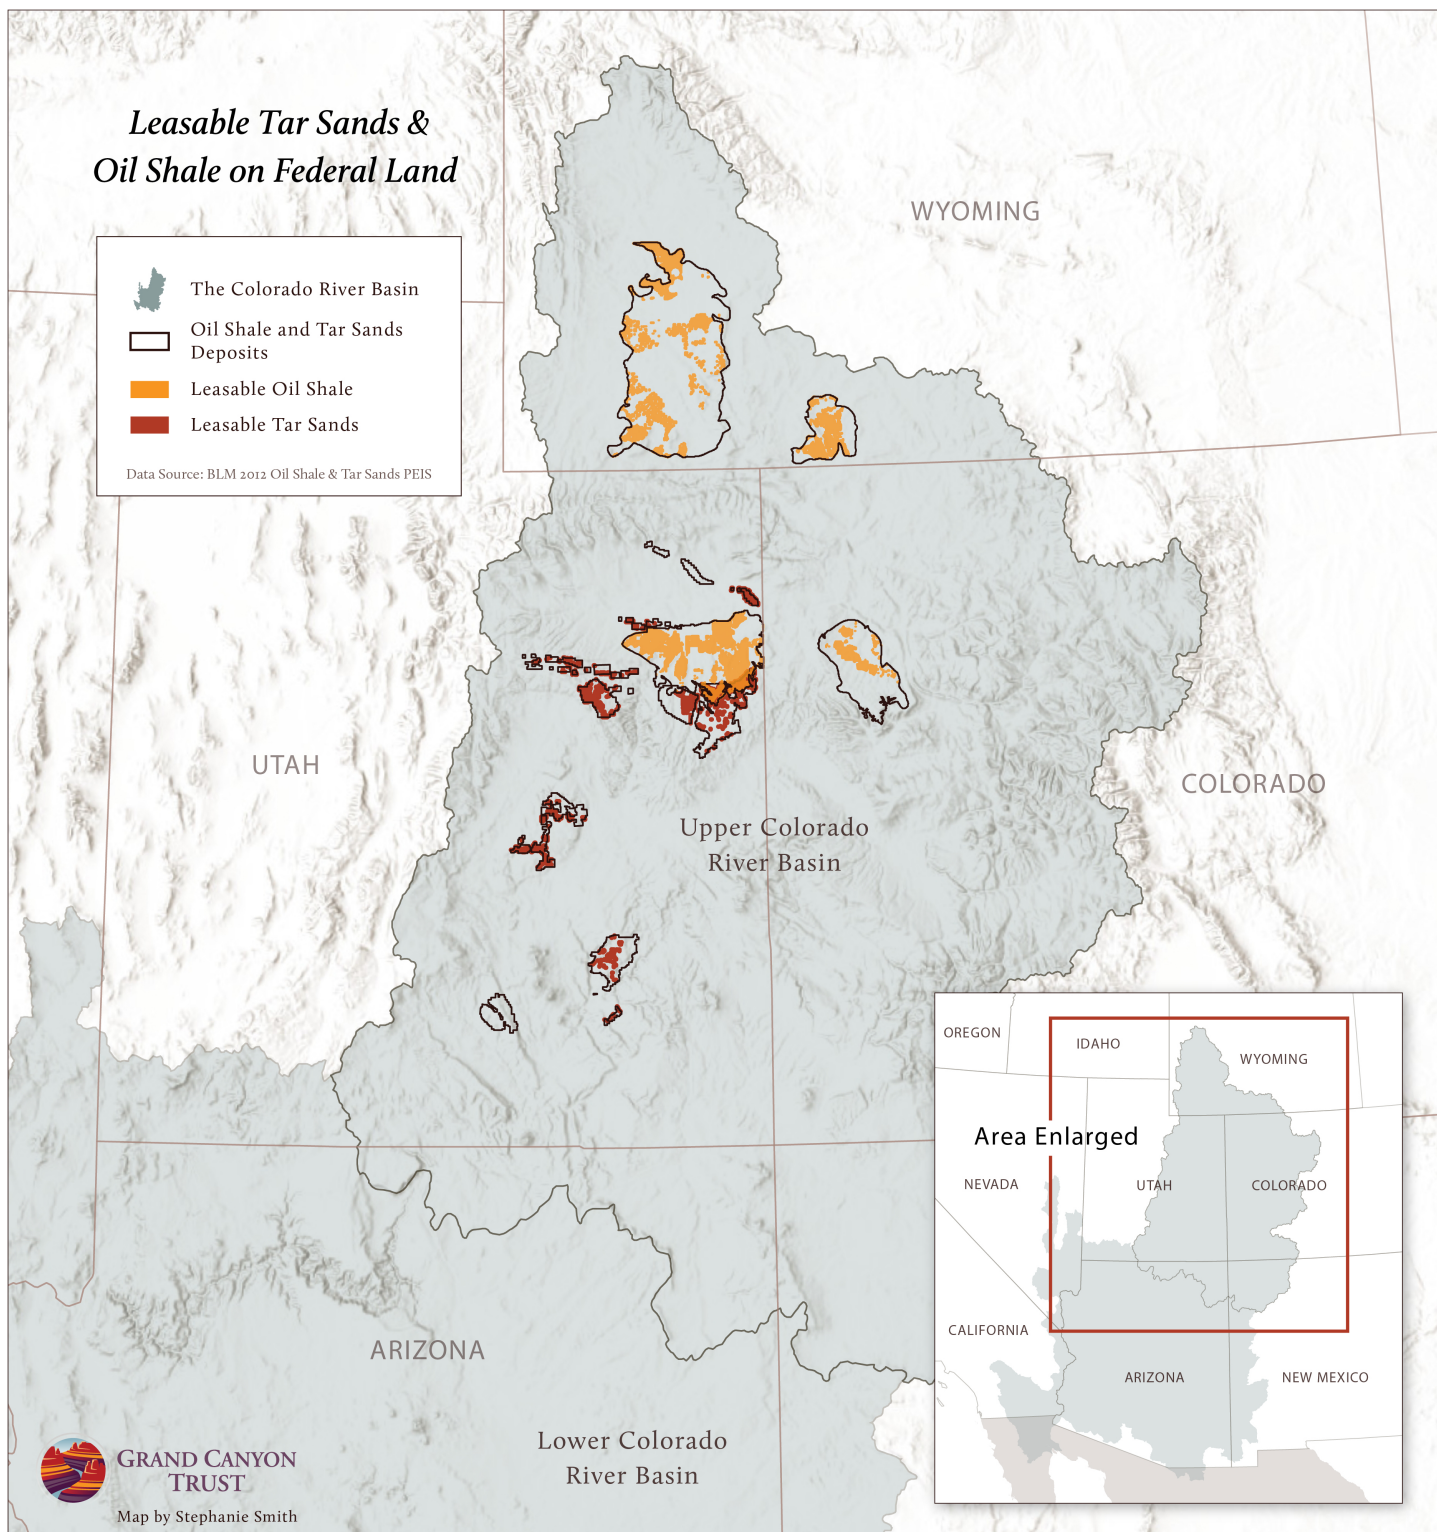 Leasable Tar Sands &
Oil Shale on Federal Land
The Colorado River Basin
Oil Shale and Tar Sands
Deposits
Leasable Oil Shale
Leasable Tar Sands
Data Source: BLM 2012 Oil Shale & Tar Sands PEIS
WYOMING
UTAH
COLORADO
Upper Colorado
River Basin
ARIZONA
Lower Colorado
River Basin
OREGON
IDAHO
WYOMING
Area Enlarged
NEVADA
UTAH
COLORADO
CALIFORNIA
ARIZONA
NEW MEXICO
GRAND CANYON
TRUST
Map by Stephanie Smith